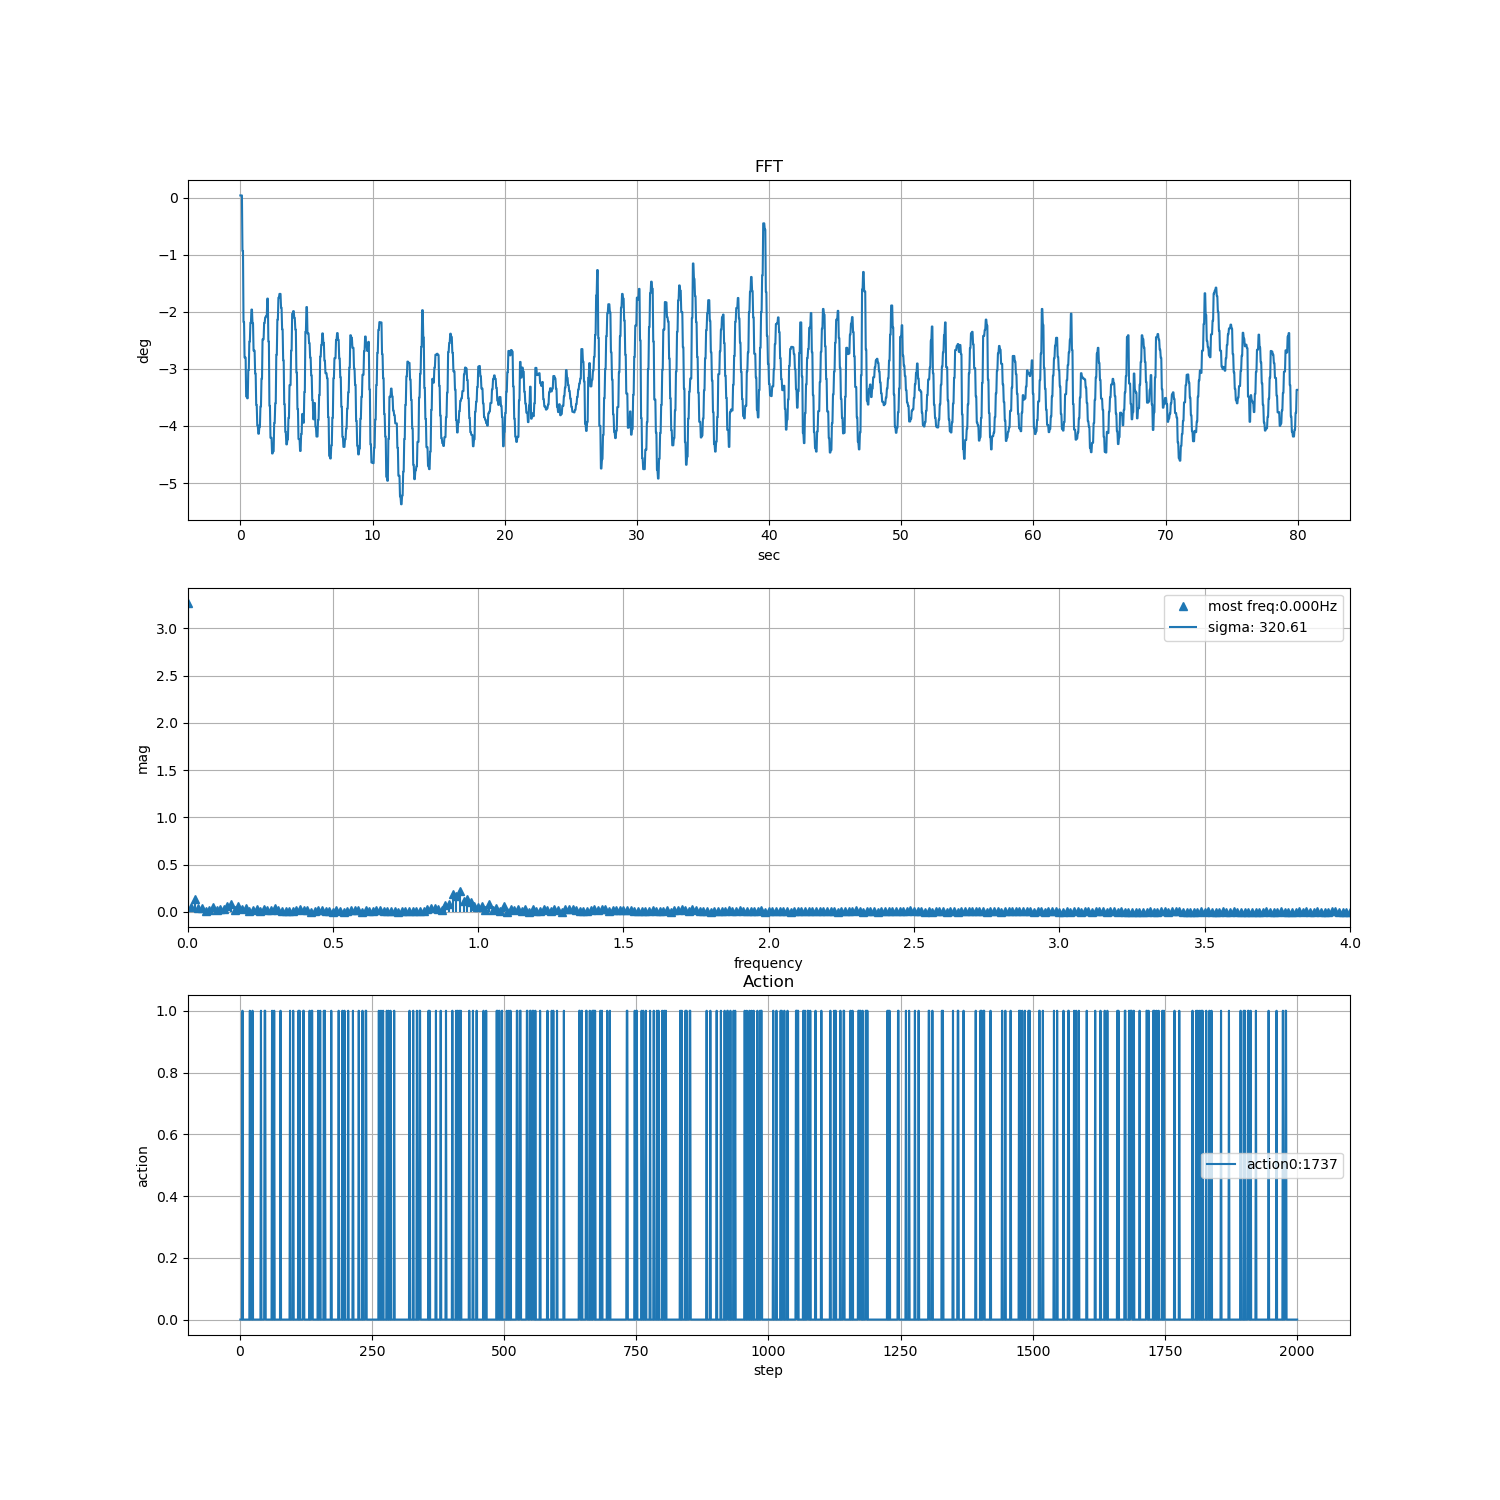 FFT
0
−1
−2
−3
−4
−5
deg
0 10 20 30 40 50 60 70 80
sec
most freq:0.000Hz
sigma: 320.61
3.0
2.5
2.0
1.5
1.0
0.5
0.0
mag
0.0 0.5 1.0 1.5 2.0 2.5 3.0 3.5 4.0
frequency
Action
1.0
0.8
0.6
0.4
0.2
0.0
action
action0:1737
0 250 500 750 1000 1250 1500 1750 2000
step